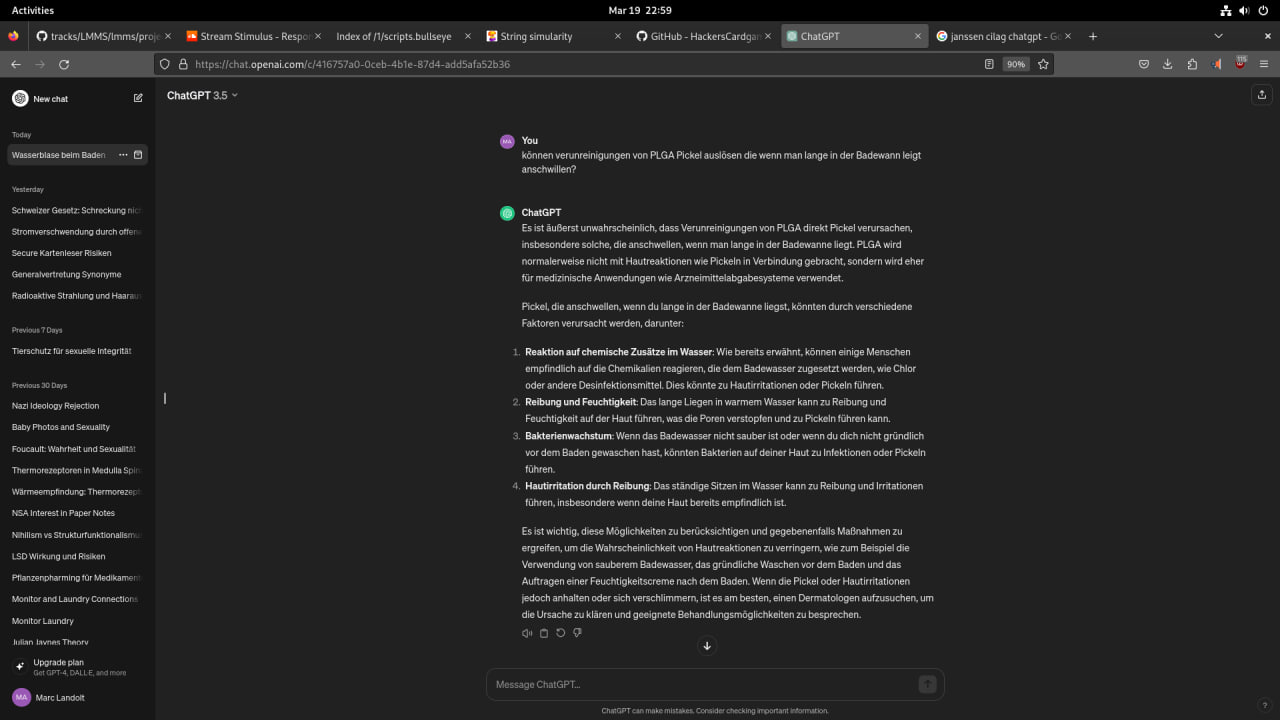 Activities
Mar 19 22:59
tracks/LMMS/lmms/proje
Stream Stimulus - Respon
Index of /1/scripts.bullseye
String simularity
GitHub - HackersCardgam
ChatGPT
janssen cilag chatgpt - Go
https://chat.openai.com/c/416757a0-0ceb-4b1e-87d4-add5afa52b36
90%
New chat
ChatGPT 3.5
Today
Wasserblase beim Baden
Yesterday
Schweizer Gesetz: Schreckung nic
Stromverschwendung durch offen
Secure Kartenleser Risiken
Generalvertretung Synonyme
Radioaktive Strahlung und Haarau
Previous 7 Days
Tierschutz für sexuelle Integrität
Previous 30 Days
Nazi Ideology Rejection
Baby Photos and Sexuality
Foucault: Wahrheit und Sexualität
Thermorezeptoren in Medulla Spin
Wärmeempfindung: Thermorezept
NSA Interest in Paper Notes
Nihilism vs Strukturfunktionalismu
LSD Wirkung und Risiken
Pflanzenpharming für Medikament
Monitor and Laundry Connections
Monitor Laundry
Julian Jaynes Theory
Upgrade plan
Get GPT-4, DALL·E, and more
MA
Marc Landolt
MA
You
können verunreinigungen von PLGA Pickel auslösen die wenn man lange in der Badewann leigt
anschwillen?
ChatGPT
Es ist äußerst unwahrscheinlich, dass Verunreinigungen von PLGA direkt Pickel verursachen,
insbesondere solche, die anschwellen, wenn man lange in der Badewanne liegt. PLGA wird
normalerweise nicht mit Hautreaktionen wie Pickeln in Verbindung gebracht, sondern wird eher
für medizinische Anwendungen wie Arzneimittelabgabesysteme verwendet.
Pickel, die anschwellen, wenn du lange in der Badewanne liegst, könnten durch verschiedene
Faktoren verursacht werden, darunter:
1. Reaktion auf chemische Zusätze im Wasser: Wie bereits erwähnt, können einige Menschen
empfindlich auf die Chemikalien reagieren, die dem Badewasser zugesetzt werden, wie Chlor
oder andere Desinfektionsmittel. Dies könnte zu Hautirritationen oder Pickeln führen.
2. Reibung und Feuchtigkeit: Das lange Liegen in warmem Wasser kann zu Reibung und
Feuchtigkeit auf der Haut führen, was die Poren verstopfen und zu Pickeln führen kann.
3. Bakterienwachstum: Wenn das Badewasser nicht sauber ist oder wenn du dich nicht gründlich
vor dem Baden gewaschen hast, könnten Bakterien auf deiner Haut zu Infektionen oder Pickeln
führen.
4. Hautirritation durch Reibung: Das ständige Sitzen im Wasser kann zu Reibung und Irritationen
führen, insbesondere wenn deine Haut bereits empfindlich ist.
Es ist wichtig, diese Möglichkeiten zu berücksichtigen und gegebenenfalls Maßnahmen zu
ergreifen, um die Wahrscheinlichkeit von Hautreaktionen zu verringern, wie zum Beispiel die
Verwendung von sauberem Badewasser, das gründliche Waschen vor dem Baden und das
Auftragen einer Feuchtigkeitscreme nach dem Baden. Wenn die Pickel oder Hautirritationen
jedoch anhalten oder sich verschlimmern, ist es am besten, einen Dermatologen aufzusuchen, um
die Ursache zu klären und geeignete Behandlungsmöglichkeiten zu besprechen.
Message ChatGPT...
ChatGPT can make mistakes. Consider checking important information.
?